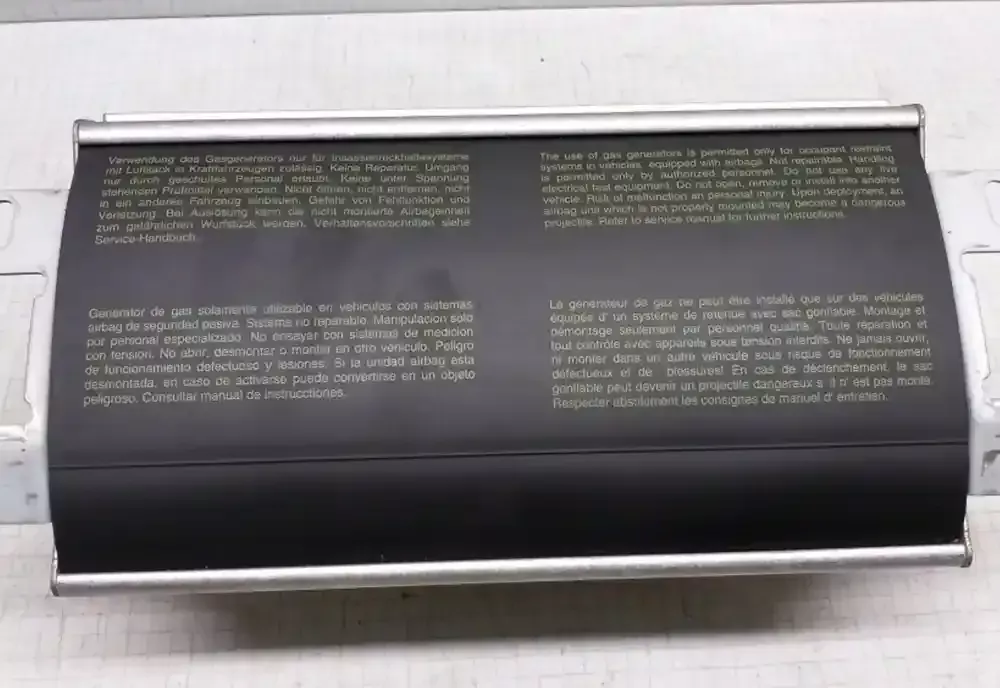 Verwendung des Gasgenerators nur für Insassenrückhaltesysteme
mit Luftsack in Kraftfahrzeugen zulässig. Keine Reparatur. Umgang
nur durch geschultes Personal erlaubt. Keine unter Spannung
stehenden Prüfmittel verwenden. Nicht öffnen, nicht entfernen, nicht
in ein anderes Fahrzeug einbauen. Gefahr von Fehlfunktion und
Verletzung. Bei Auslösung kann die nicht montierte Airbageinheit
zum gefährlichen Wurfstück werden. Verhaltensvorschriften siehe
Service-Handbuch.
The use of gas generators is permitted only for occupant restraint
systems in vehicles, equipped with airbags. Not repairable. Handling
is permitted only by authorized personnel. Do not use any live
electrical test equipment. Do not open, remove or install into another
vehicle. Risk of malfunction an personal injury. Upon deployment, an
airbag unit which is not properly mounted may become a dangerous
projectile. Refer to service manual for further instructions.
Generator de gas solamente utilizable en vehiculos con sistemas
airbag de seguridad pasiva. Sistema no reparable. Manipulacion solo
por personal especializado. No ensayar con sistemas de medicion
con tension. No abrir, desmontar o montar en otro vehiculo. Peligro
de funcionamiento defectuoso y lesiones. Si la unidad airbag esta
desmontada, en caso de activarse puede convertirse en un objeto
peligroso. Consultar manual de instrucciones.
Le générateur de gaz ne peut être installé que sur des véhicules
équipés d' un système de retenue avec sac gonflable. Montage et
démontage seulement par personnel qualifié. Toute réparation et
tout contrôle avec appareils sous tension interdits. Ne jamais ouvrir,
ni monter dans un autre véhicule sous risque de fonctionnement
défectueux et de blessures! En cas de déclenchement, le sac
gonflable peut devenir un projectile dangeraux s' il n' est pas monté.
Respecter absolument les consignes de manuel d' entretien.